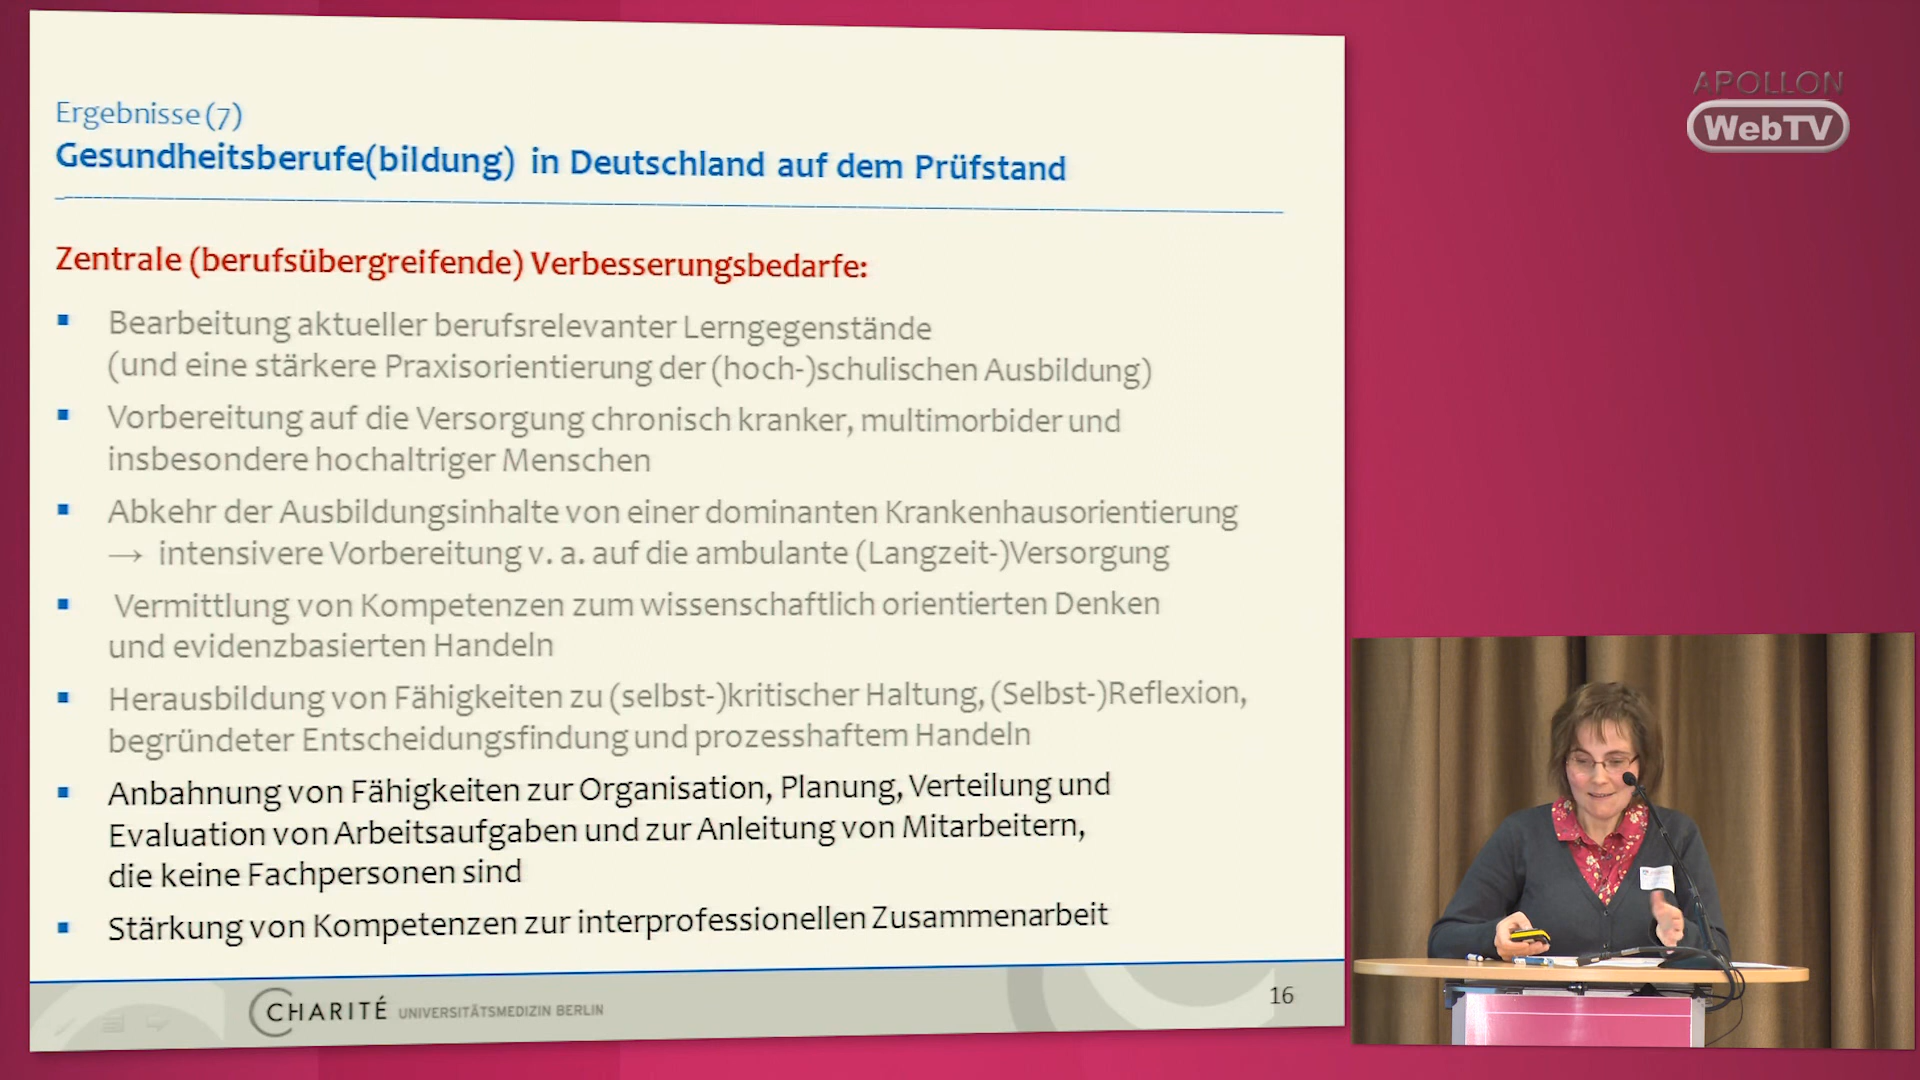 Ergebnisse (7)
Gesundheitsberufe(bildung) in Deutschland auf dem Prüfstand
Zentrale (berufsübergreifende) Verbesserungsbedarfe:
▪ Bearbeitung aktueller berufsrelevanter Lerngegenstände
(und eine stärkere Praxisorientierung der (hoch-)schulischen Ausbildung)
▪ Vorbereitung auf die Versorgung chronisch kranker, multimorbider und
insbesondere hochaltriger Menschen
▪ Abkehr der Ausbildungsinhalte von einer dominanten Krankenhausorientierung
→ intensivere Vorbereitung v. a. auf die ambulante (Langzeit-)Versorgung
▪ Vermittlung von Kompetenzen zum wissenschaftlich orientierten Denken
und evidenzbasierten Handeln
▪ Herausbildung von Fähigkeiten zu (selbst-)kritischer Haltung, (Selbst-)Reflexion,
begründeter Entscheidungsfindung und prozesshaftem Handeln
▪ Anbahnung von Fähigkeiten zur Organisation, Planung, Verteilung und
Evaluation von Arbeitsaufgaben und zur Anleitung von Mitarbeitern,
die keine Fachpersonen sind
▪ Stärkung von Kompetenzen zur interprofessionellen Zusammenarbeit
CHARITÉ UNIVERSITÄTSMEDIZIN BERLIN
16
APOLLON
WebTV